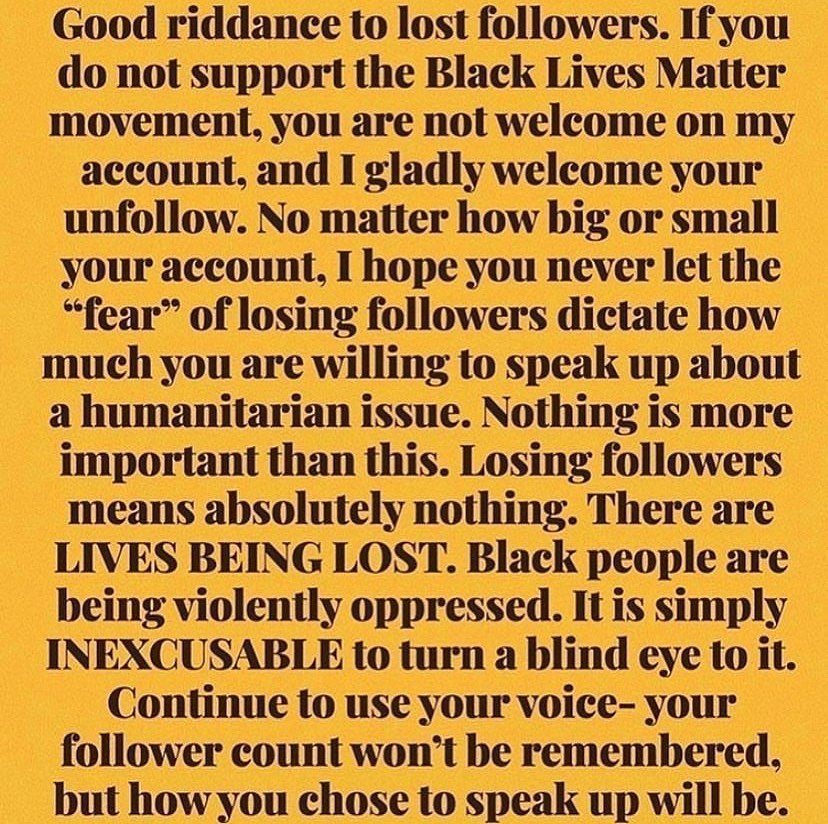 Good riddance to lost followers. If you
do not support the Black Lives Matter
movement, you are not welcome on my
account, and I gladly welcome your
unfollow. No matter how big or small
your account, I hope you never let the
“fear” of losing followers dictate how
much you are willing to speak up about
a humanitarian issue. Nothing is more
important than this. Losing followers
means absolutely nothing. There are
LIVES BEING LOST. Black people are
being violently oppressed. It is simply
INEXCUSABLE to turn a blind eye to it.
Continue to use your voice- your
follower count won’t be remembered,
but how you chose to speak up will be.